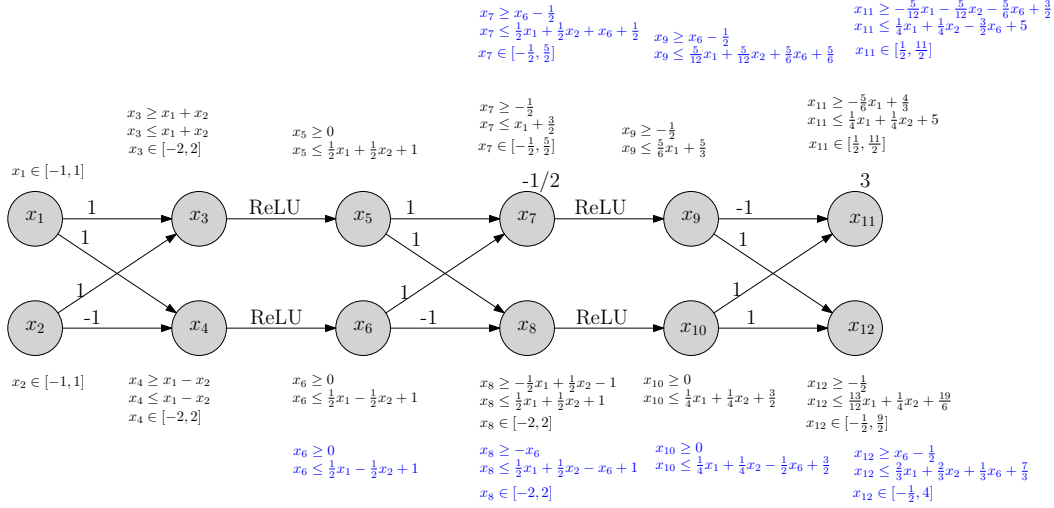 x₇ ≥ x₆ − 1/2
x₇ ≤ 1/2x₁ + 1/2x₂ + x₆ + 1/2
x₇ ∈ [−1/2, 5/2]
x₉ ≥ x₆ − 1/2
x₉ ≤ 5/12x₁ + 5/12x₂ + 5/6x₆ + 5/6
x₁₁ ≥ −5/12x₁ − 5/12x₂ − 5/6x₆ + 3/2
x₁₁ ≤ 1/4x₁ + 1/4x₂ − 3/2x₆ + 5
x₁₁ ∈ [1/2, 11/2]
x₁ ∈ [−1, 1]
x₃ ≥ x₁ + x₂
x₃ ≤ x₁ + x₂
x₃ ∈ [−2, 2]
x₅ ≥ 0
x₅ ≤ 1/2x₁ + 1/2x₂ + 1
x₇ ≥ −1/2
x₇ ≤ x₁ + 3/2
x₇ ∈ [−1/2, 5/2]
x₉ ≥ −1/2
x₉ ≤ 5/6x₁ + 5/3
x₁₁ ≥ −5/6x₁ + 4/3
x₁₁ ≤ 1/4x₁ + 1/4x₂ + 5
x₁₁ ∈ [1/2, 11/2]
-1/2
3
x₁ 1 x₃ ReLU x₅ 1 x₇ ReLU x₉ -1 x₁₁
1 1 1
1 1 1
x₂ -1 x₄ ReLU x₆ -1 x₈ ReLU x₁₀ 1 x₁₂
x₂ ∈ [−1, 1]
x₄ ≥ x₁ − x₂
x₄ ≤ x₁ − x₂
x₄ ∈ [−2, 2]
x₆ ≥ 0
x₆ ≤ 1/2x₁ − 1/2x₂ + 1
x₈ ≥ −1/2x₁ + 1/2x₂ − 1
x₈ ≤ 1/2x₁ + 1/2x₂ + 1
x₈ ∈ [−2, 2]
x₁₀ ≥ 0
x₁₀ ≤ 1/4x₁ + 1/4x₂ + 3/2
x₁₂ ≥ −1/2
x₁₂ ≤ 13/12x₁ + 1/4x₂ + 19/6
x₁₂ ∈ [−1/2, 9/2]
x₆ ≥ 0
x₆ ≤ 1/2x₁ − 1/2x₂ + 1
x₈ ≥ −x₆
x₈ ≤ 1/2x₁ + 1/2x₂ − x₆ + 1
x₈ ∈ [−2, 2]
x₁₀ ≥ 0
x₁₀ ≤ 1/4x₁ + 1/4x₂ − 1/2x₆ + 3/2
x₁₂ ≥ x₆ − 1/2
x₁₂ ≤ 2/3x₁ + 2/3x₂ + 1/3x₆ + 7/3
x₁₂ ∈ [−1/2, 4]